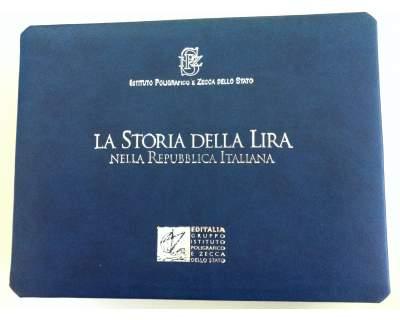 ISTITUTO POLIGRAFICO E ZECCA DELLO STATO
LA STORIA DELLA LIRA
NELLA REPUBBLICA ITALIANA
EDITALIA
GRUPPO
ISTITUTO
POLIGRAFICO
E ZECCA
DELLO STATO